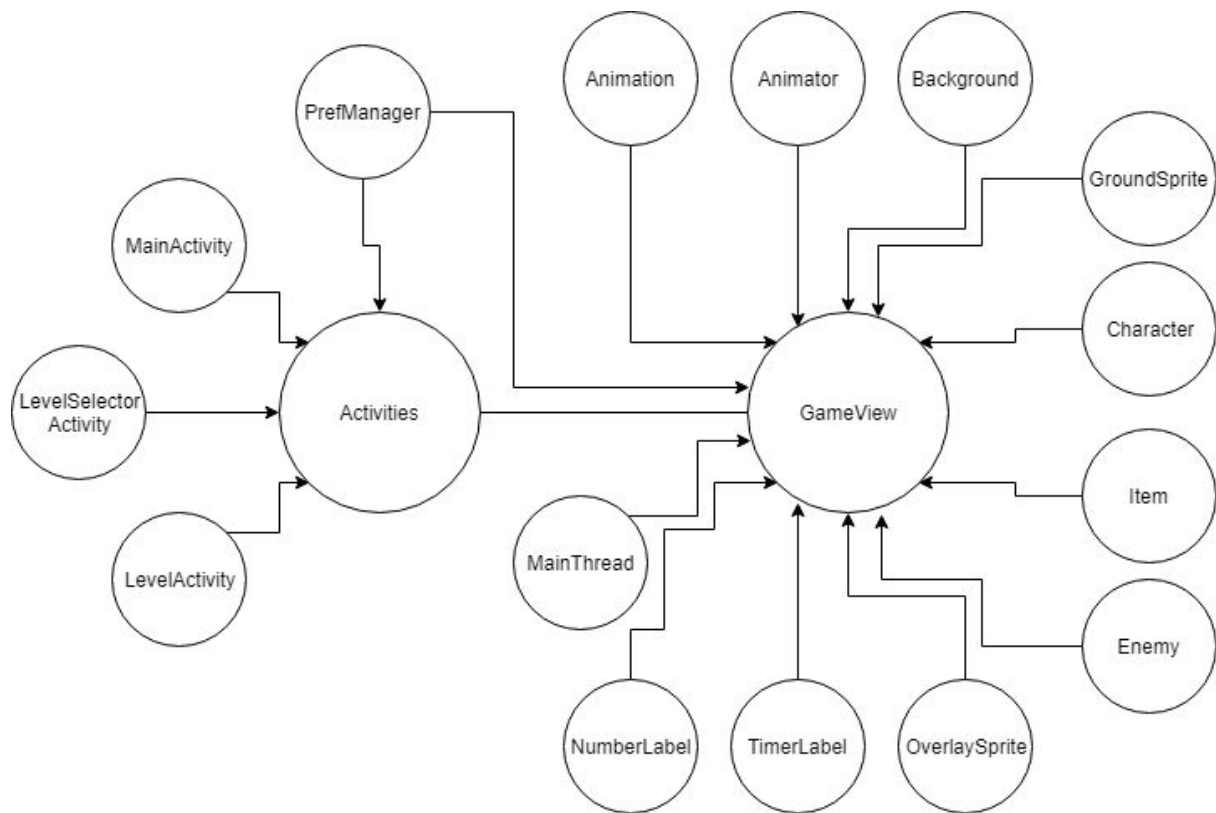 Animation
Animator
Background
PrefManager
GroundSprite
MainActivity
Character
LevelSelector
Activity
Activities
GameView
Item
MainThread
LevelActivity
Enemy
NumberLabel
TimerLabel
OverlaySprite